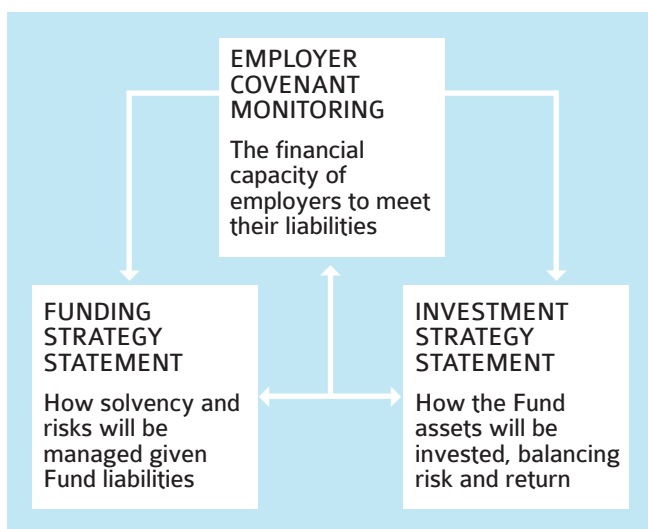 EMPLOYER
COVENANT
MONITORING
The financial
capacity of
employers to meet
their liabilities
FUNDING
STRATEGY
STATEMENT
How solvency and
risks will be
managed given
Fund liabilities
INVESTMENT
STRATEGY
STATEMENT
How the Fund
assets will be
invested, balancing
risk and return